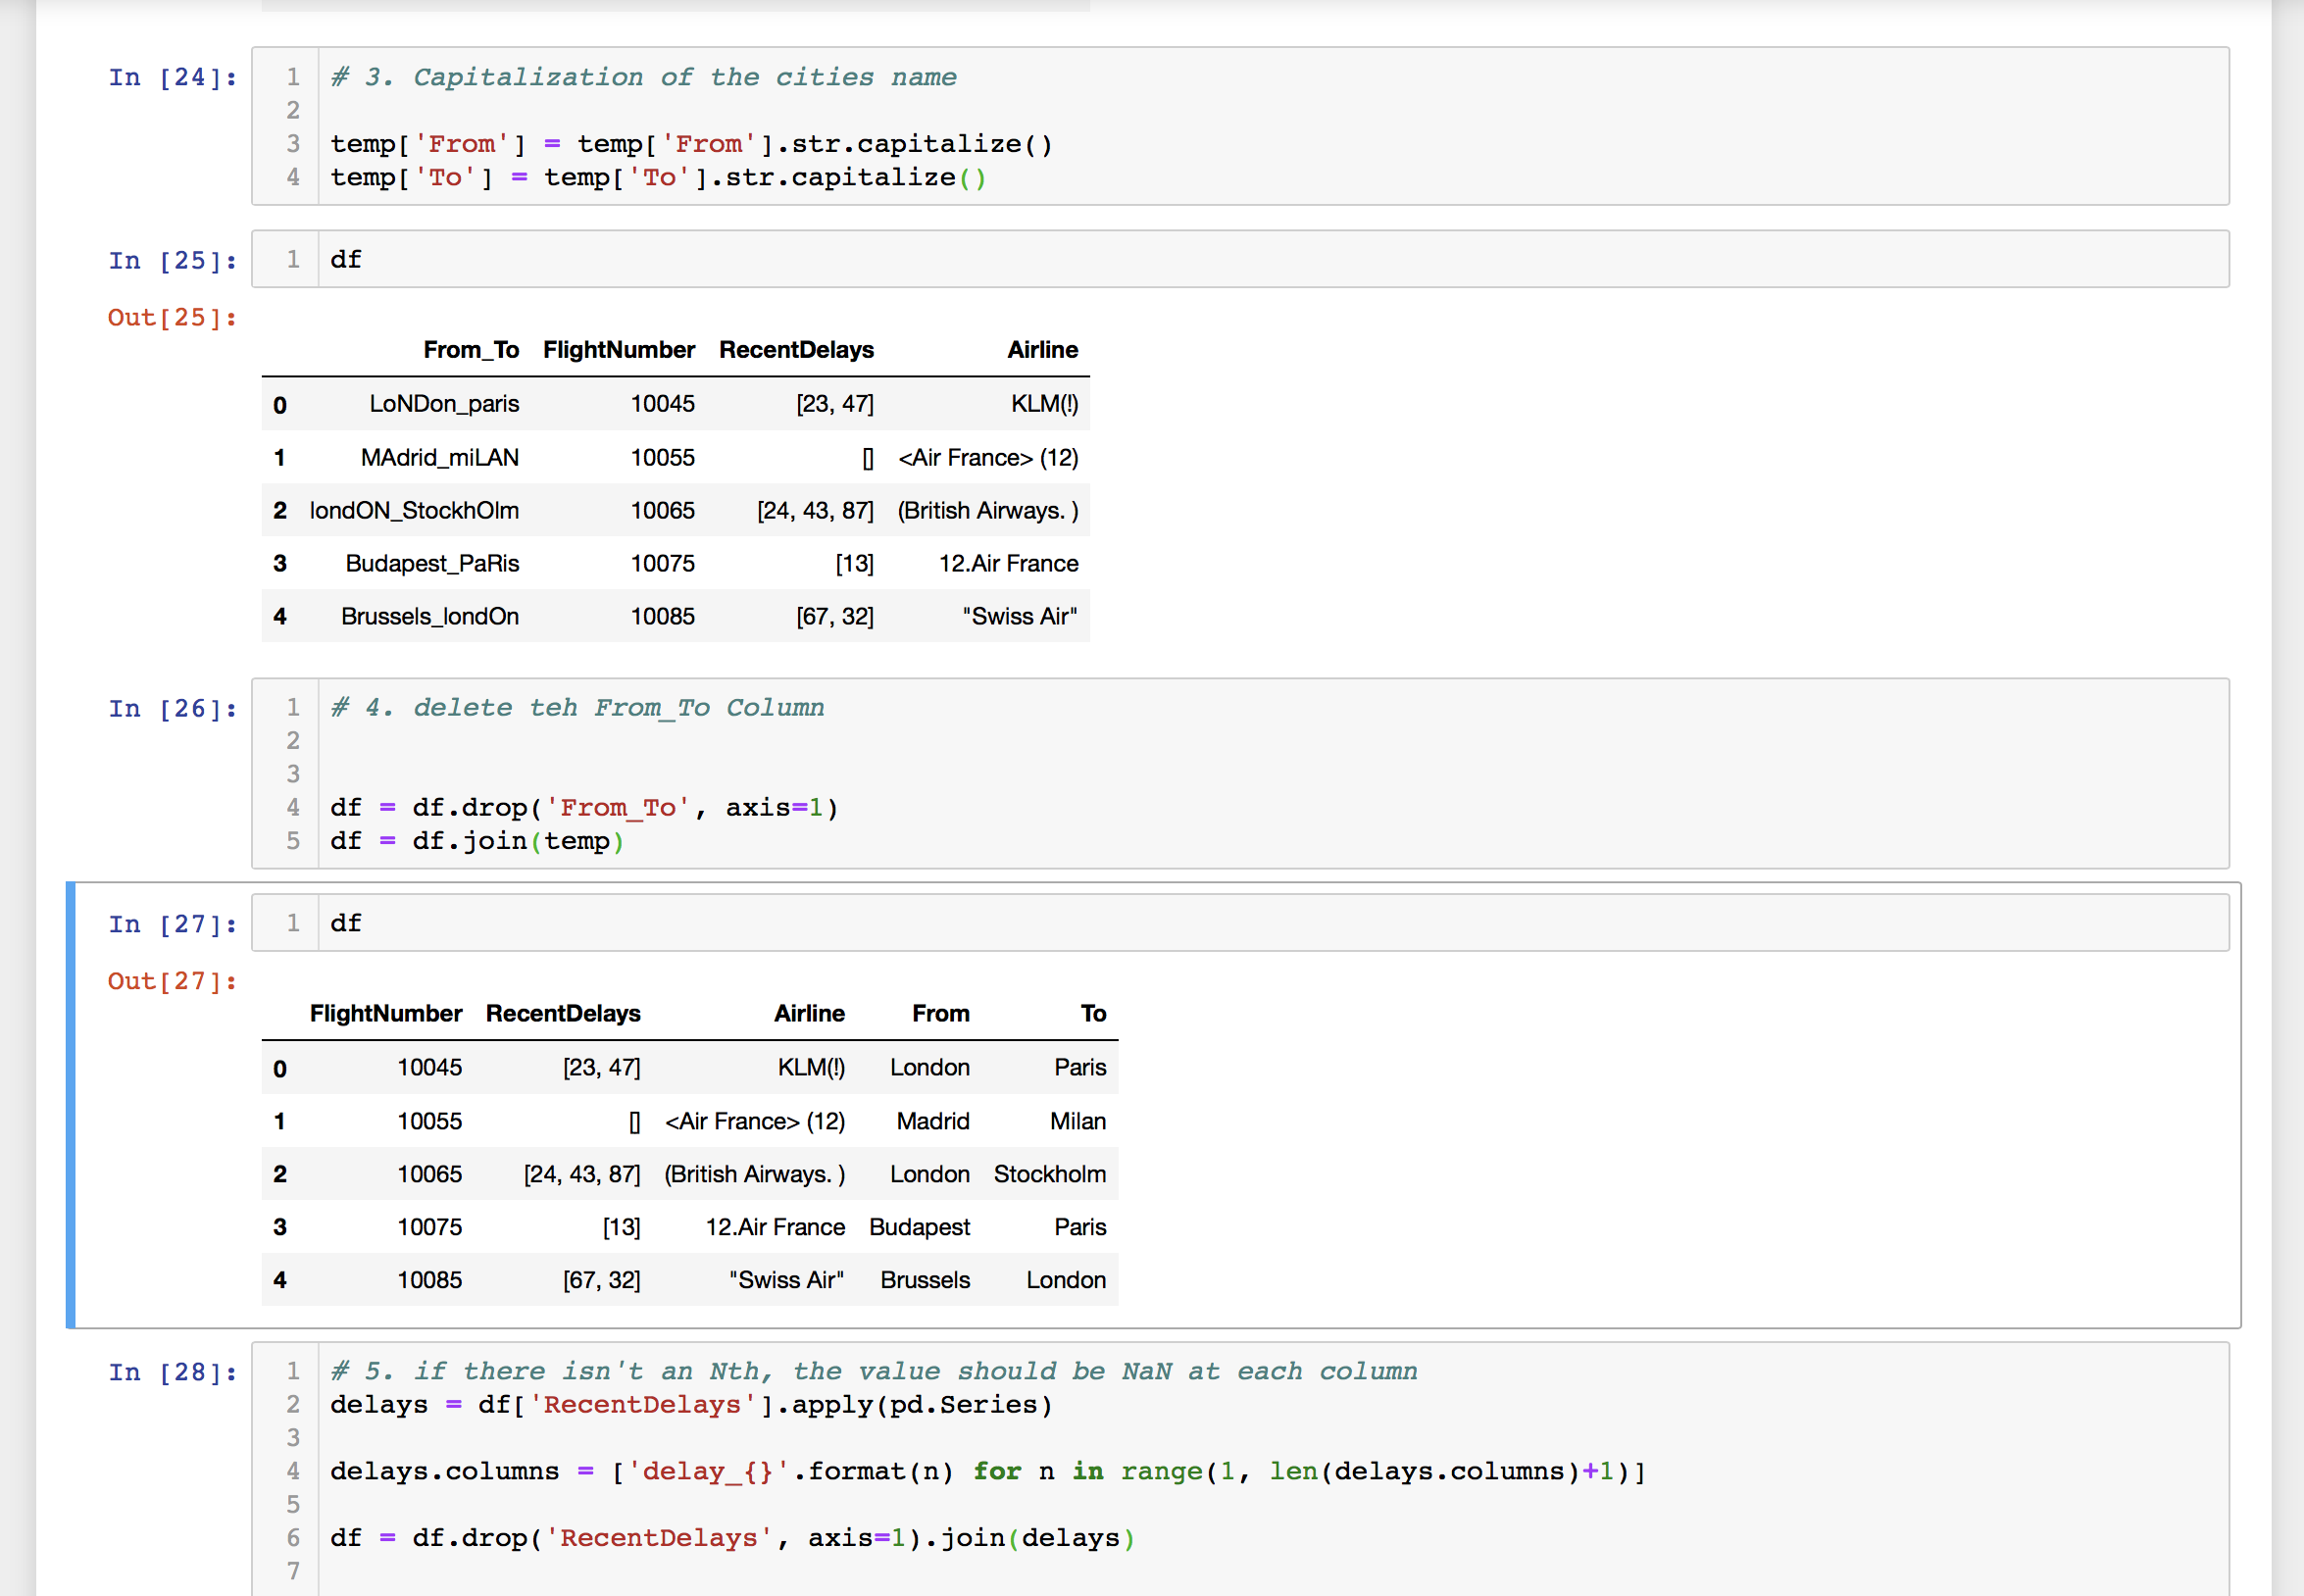 In [24]:
1 # 3. Capitalization of the cities name
2
3 temp['From'] = temp['From'].str.capitalize()
4 temp['To'] = temp['To'].str.capitalize()
In [25]:
1 df
Out[25]:
From_To FlightNumber RecentDelays Airline
0 LoNDon_paris 10045 [23, 47] KLM(!)
1 MAdrid_miLAN 10055 [] <Air France> (12)
2 londON_StockhOlm 10065 [24, 43, 87] (British Airways. )
3 Budapest_PaRis 10075 [13] 12.Air France
4 Brussels_londOn 10085 [67, 32] "Swiss Air"
In [26]:
1 # 4. delete teh From_To Column
2
3
4 df = df.drop('From_To', axis=1)
5 df = df.join(temp)
In [27]:
1 df
Out[27]:
FlightNumber RecentDelays Airline From To
0 10045 [23, 47] KLM(!) London Paris
1 10055 [] <Air France> (12) Madrid Milan
2 10065 [24, 43, 87] (British Airways. ) London Stockholm
3 10075 [13] 12.Air France Budapest Paris
4 10085 [67, 32] "Swiss Air" Brussels London
In [28]:
1 # 5. if there isn't an Nth, the value should be NaN at each column
2 delays = df['RecentDelays'].apply(pd.Series)
3
4 delays.columns = ['delay_{}'.format(n) for n in range(1, len(delays.columns)+1)]
5
6 df = df.drop('RecentDelays', axis=1).join(delays)
7